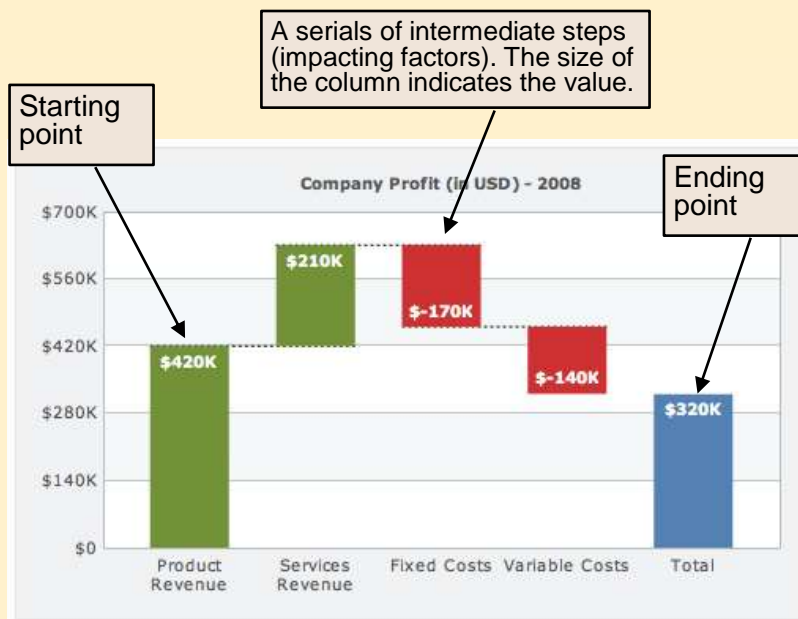 A serials of intermediate steps
(impacting factors). The size of
the column indicates the value.
Starting
point
Ending
point
Company Profit (in USD) - 2008
$700K
$560K
$420K
$280K
$140K
$0
$420K
$210K
$-170K
$-140K
$320K
Product
Revenue
Services
Revenue
Fixed Costs
Variable Costs
Total